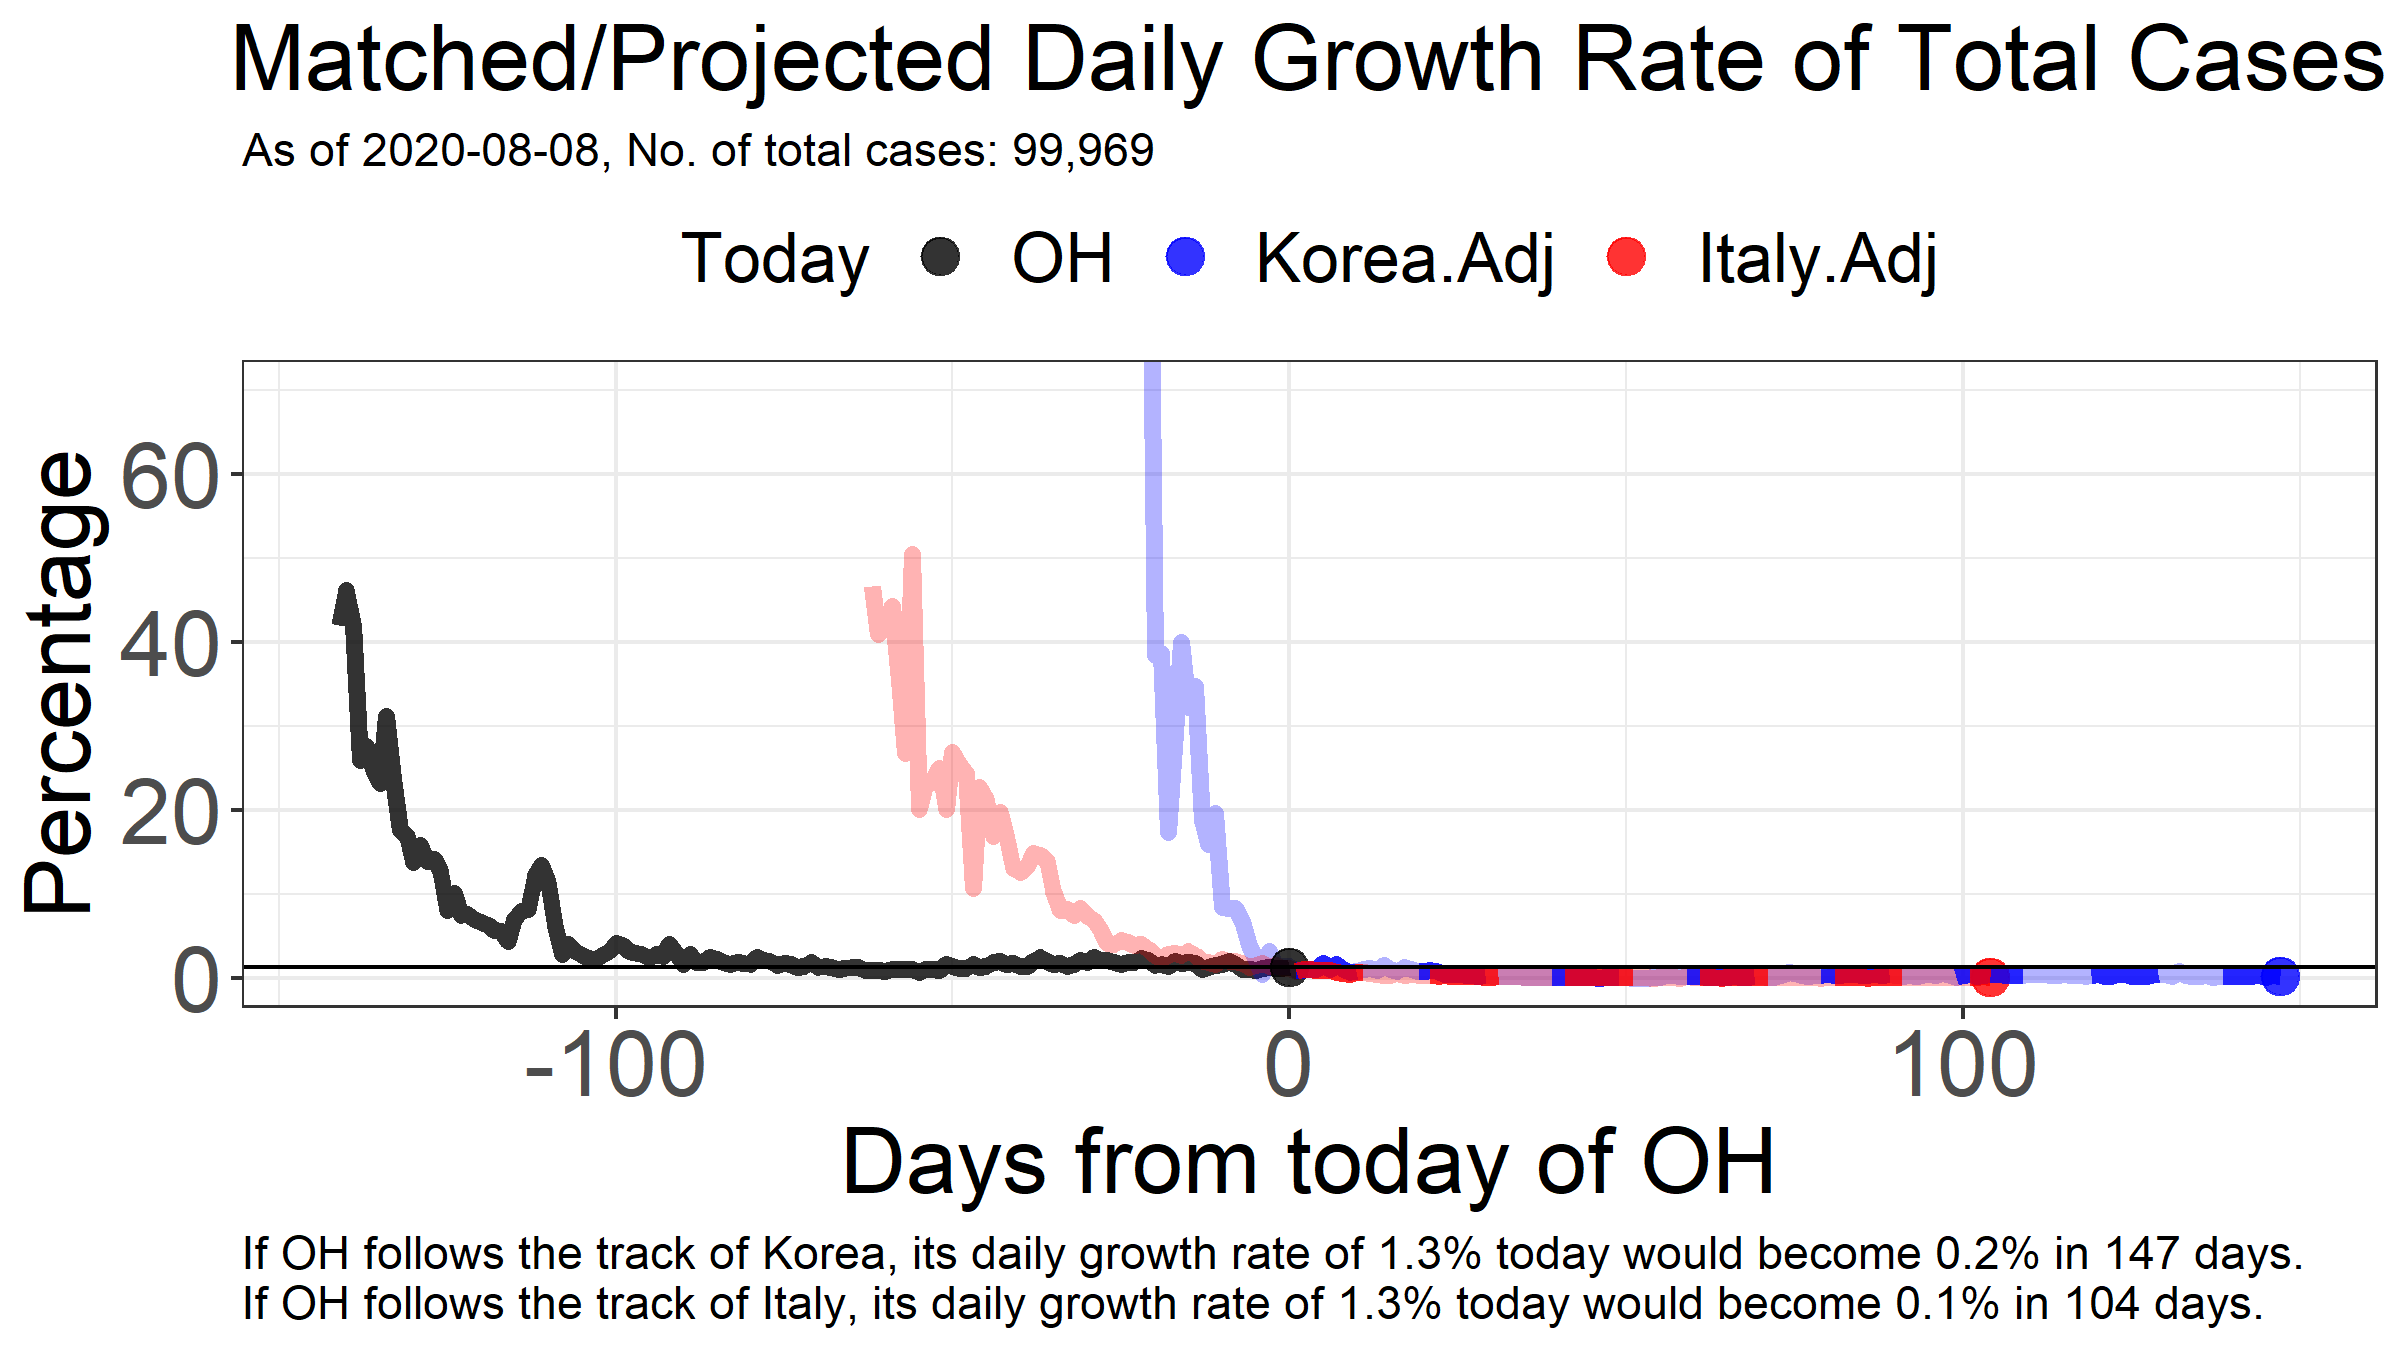 Matched/Projected Daily Growth Rate of Total Cases
As of 2020-08-08, No. of total cases: 99,969
Today OH Korea.Adj Italy.Adj
Percentage
60
40
20
0
-100 0 100
Days from today of OH
If OH follows the track of Korea, its daily growth rate of 1.3% today would become 0.2% in 147 days.
If OH follows the track of Italy, its daily growth rate of 1.3% today would become 0.1% in 104 days.